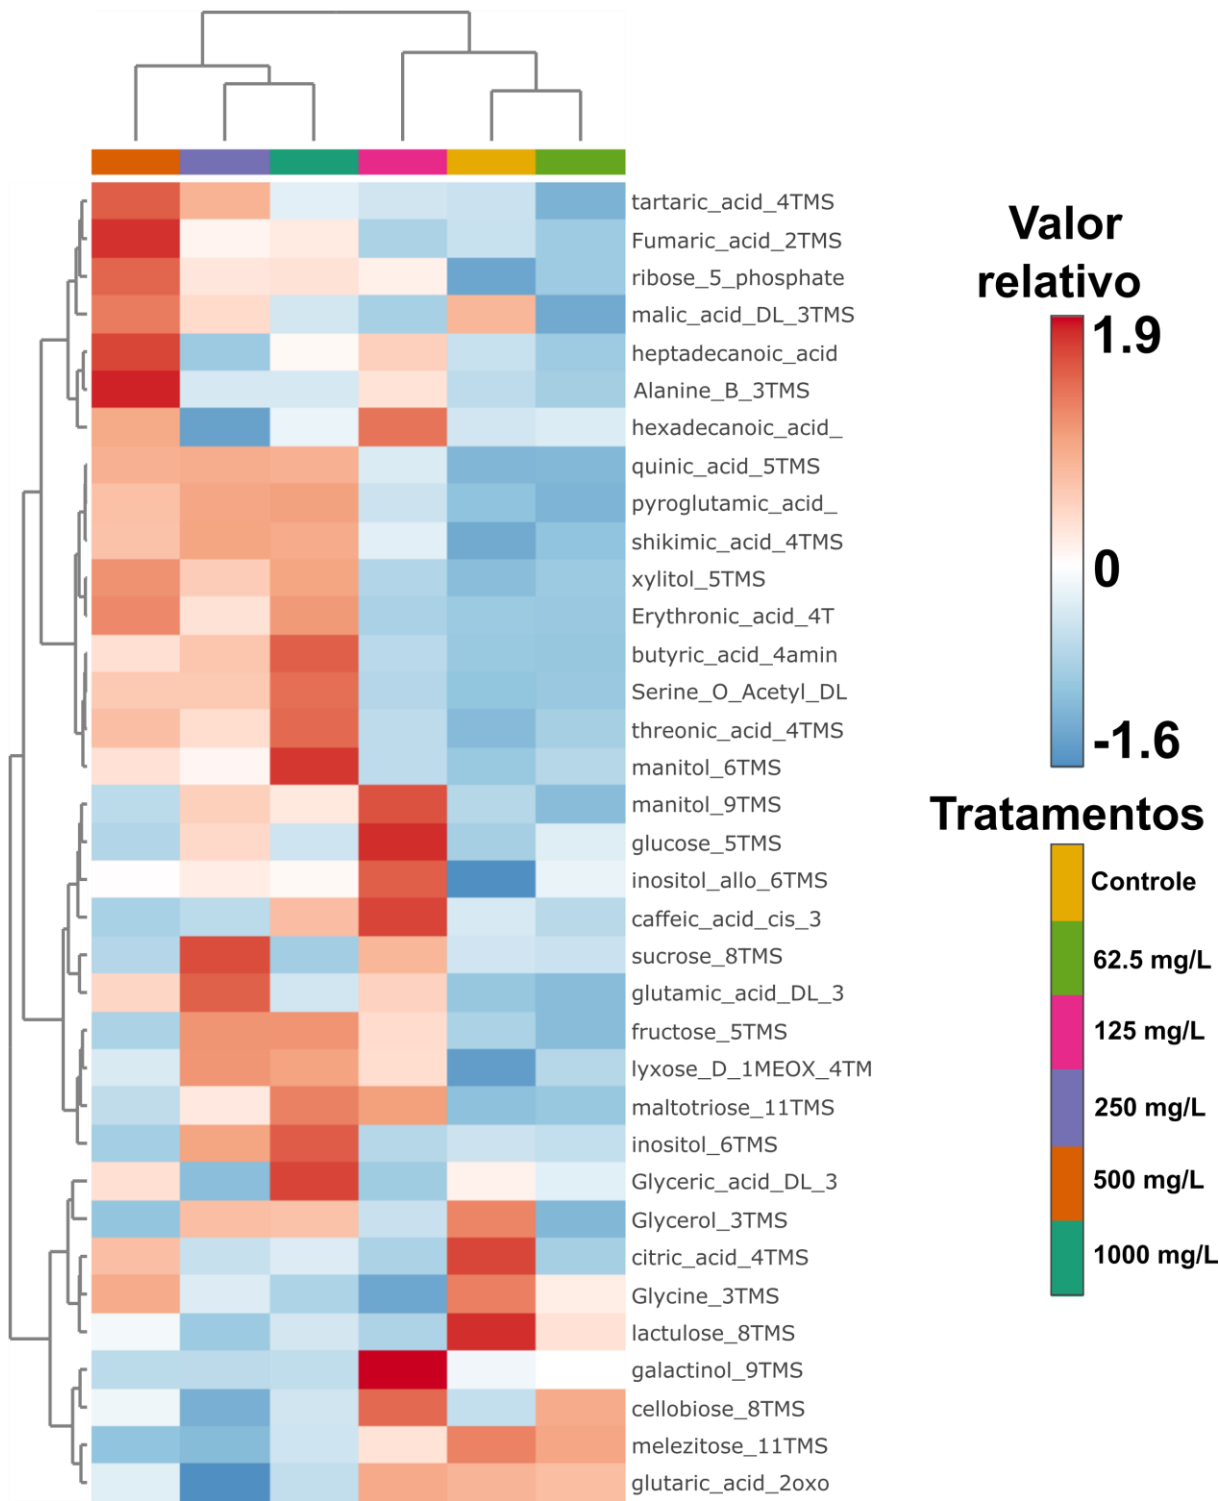 tartaric_acid_4TMS
Fumaric_acid_2TMS
ribose_5_phosphate
malic_acid_DL_3TMS
heptadecanoic_acid
Alanine_B_3TMS
hexadecanoic_acid_
quinic_acid_5TMS
pyroglutamic_acid_
shikimic_acid_4TMS
xylitol_5TMS
Erythronic_acid_4T
butyric_acid_4amin
Serine_O_Acetyl_DL
threonic_acid_4TMS
manitol_6TMS
manitol_9TMS
glucose_5TMS
inositol_allo_6TMS
caffeic_acid_cis_3
sucrose_8TMS
glutamic_acid_DL_3
fructose_5TMS
lyxose_D_1MEOX_4TM
maltotriose_11TMS
inositol_6TMS
Glyceric_acid_DL_3
Glycerol_3TMS
citric_acid_4TMS
Glycine_3TMS
lactulose_8TMS
galactinol_9TMS
cellobiose_8TMS
melezitose_11TMS
glutaric_acid_2oxo
Valor
relativo
1.9
0
-1.6
Tratamentos
Controle
62.5 mg/L
125 mg/L
250 mg/L
500 mg/L
1000 mg/L